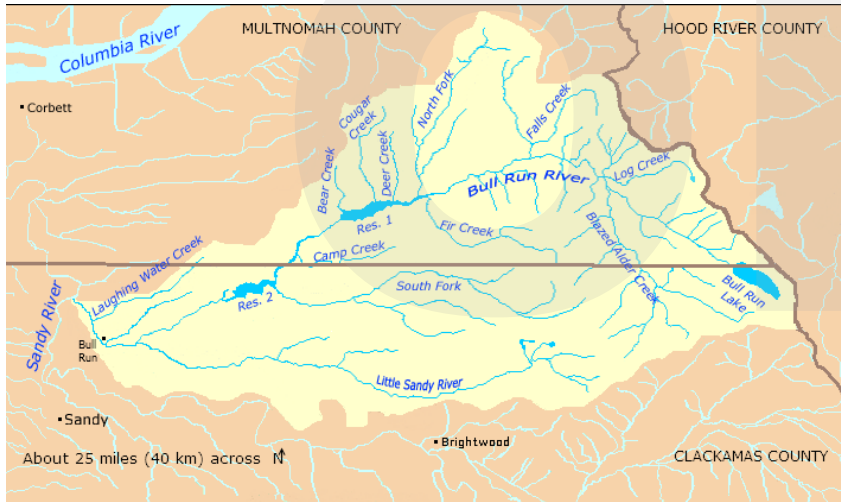 MULTNOMAH COUNTY
HOOD RIVER COUNTY
Columbia River
Corbett
North Fork
Cougar
Creek
Falls Creek
Deer Creek
Bear Creek
Log Creek
Bull Run River
Res. 1
Fir Creek
Blazed Alder Creek
Camp Creek
Laughing Water Creek
South Fork
Res. 2
Bull Run
Lake
Sandy River
Bull
Run
Little Sandy River
Sandy
Brightwood
About 25 miles (40 km) across N
CLACKAMAS COUNTY